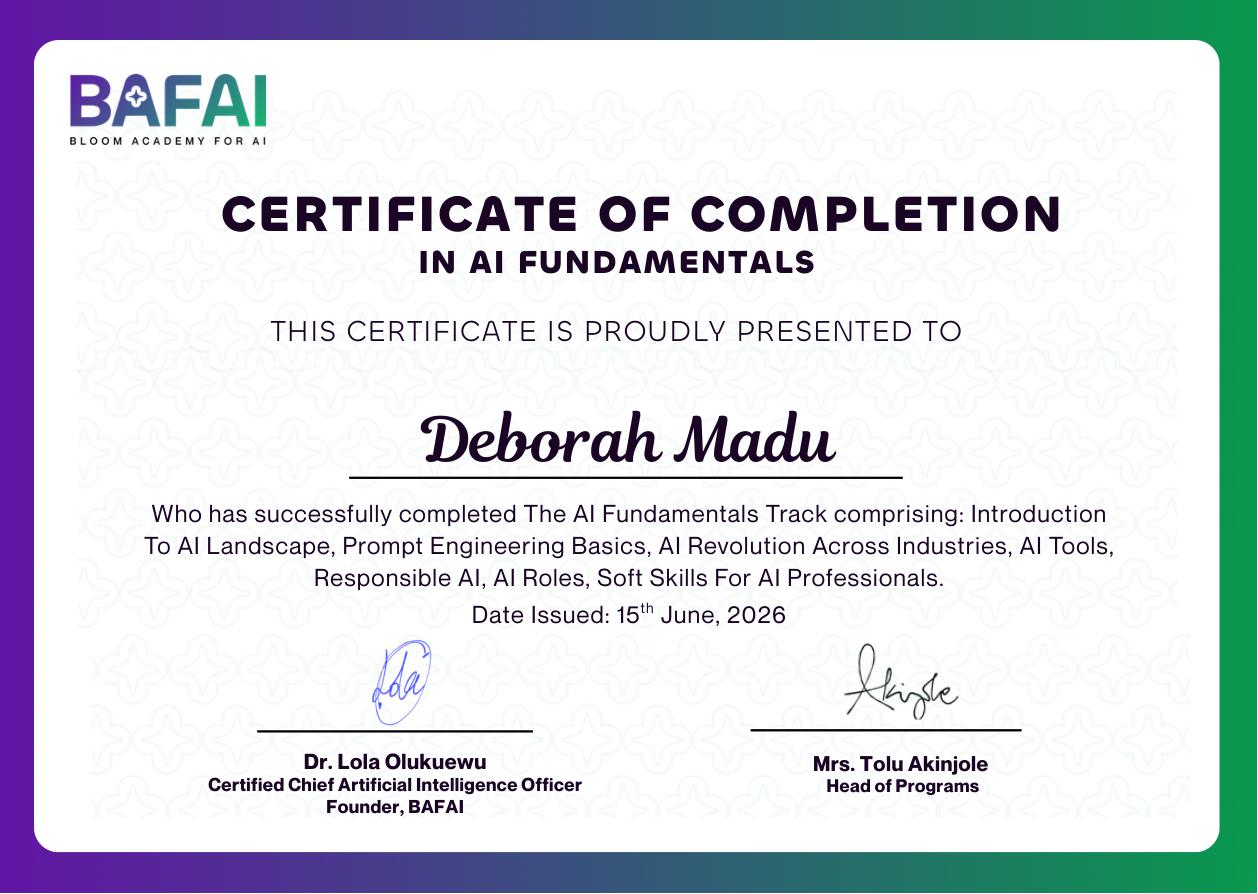 BAFAI
BLOOM ACADEMY FOR AI
CERTIFICATE OF COMPLETION
IN AI FUNDAMENTALS
THIS CERTIFICATE IS PROUDLY PRESENTED TO
Deborah Madu
Who has successfully completed The AI Fundamentals Track comprising: Introduction
To AI Landscape, Prompt Engineering Basics, AI Revolution Across Industries, AI Tools,
Responsible AI, AI Roles, Soft Skills For AI Professionals.
Date Issued: 15th June, 2026
Lola
Akinjole
Dr. Lola Olukuewu
Mrs. Tolu Akinjole
Certified Chief Artificial Intelligence Officer
Head of Programs
Founder, BAFAI